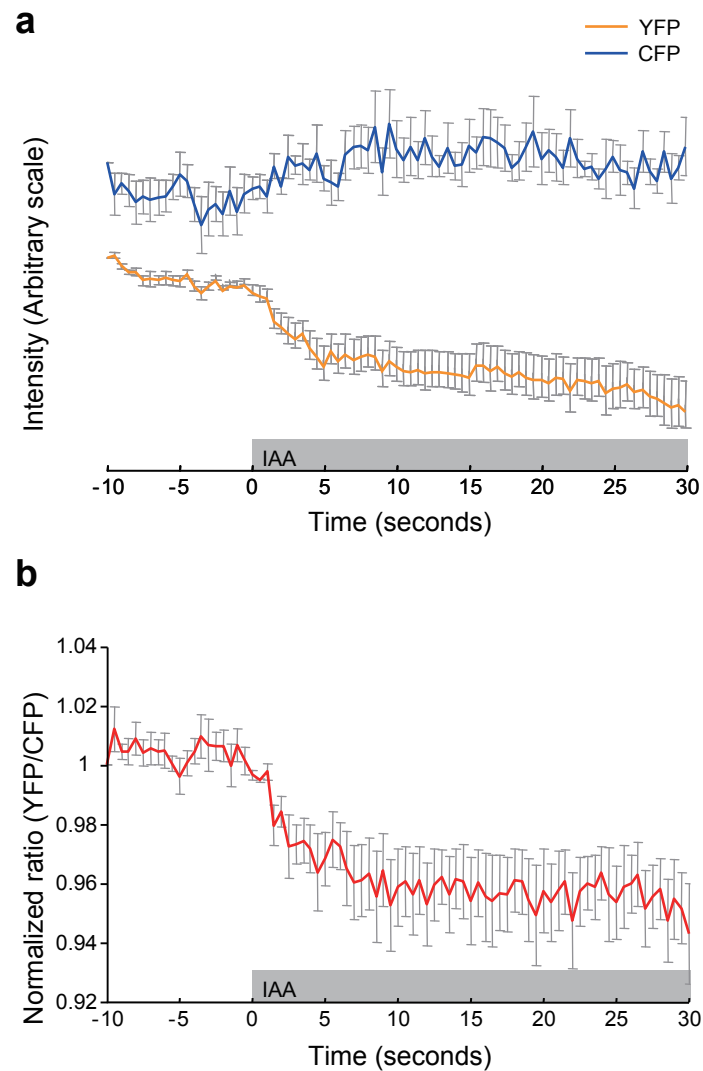 a
YFP
CFP
Intensity (Arbitrary scale)
IAA
-10 -5 0 5 10 15 20 25 30
Time (seconds)
b
Normalized ratio (YFP/CFP)
1.04
1.02
1
0.98
0.96
0.94
0.92
IAA
-10 -5 0 5 10 15 20 25 30
Time (seconds)